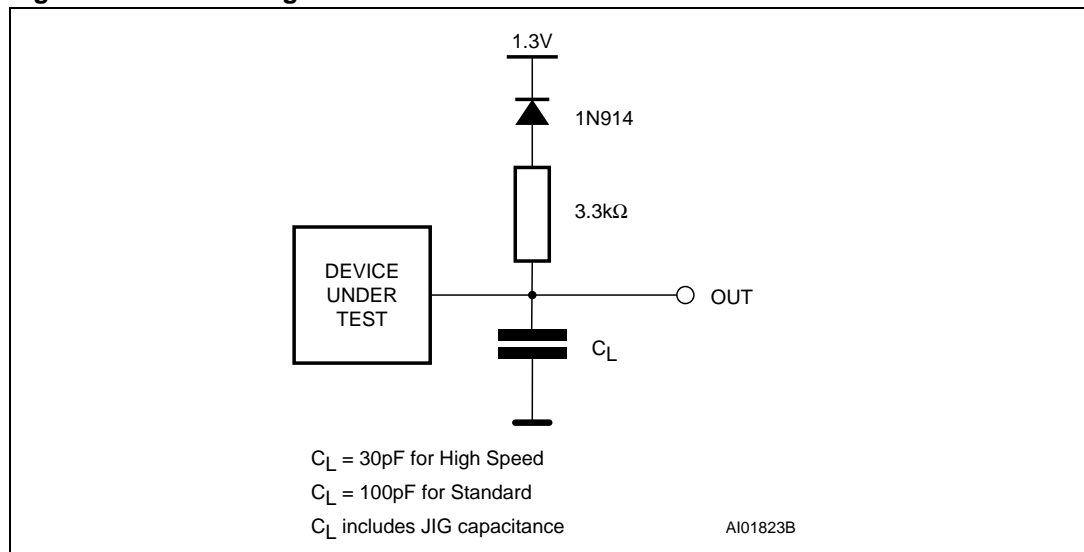 1.3V
1N914
3.3kΩ
DEVICE
UNDER
TEST
OUT
CL
CL = 30pF for High Speed
CL = 100pF for Standard
CL includes JIG capacitance
AI01823B